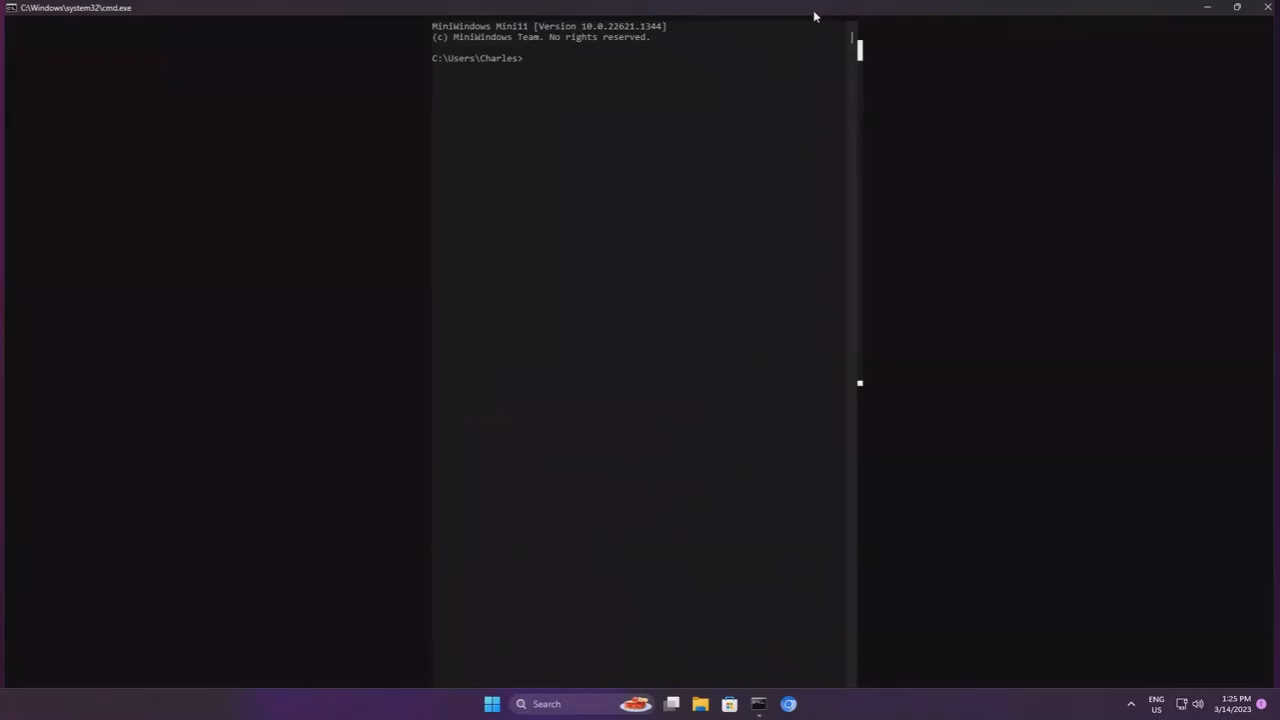 C:\Windows\system32\cmd.exe
MiniWindows Mini11 [Version 10.0.22621.1344]
(c) MiniWindows Team. No rights reserved.
C:\Users\Charles>
Search
ENG
US
1:25 PM
3/14/2023
1